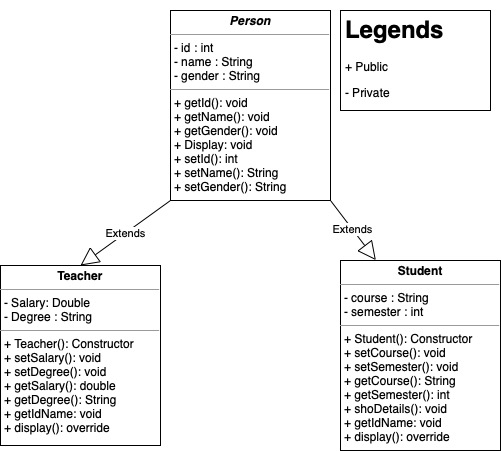 Person
- id : int
- name : String
- gender : String
+ getId(): void
+ getName(): void
+ getGender(): void
+ Display: void
+ setId(): int
+ setName(): String
+ setGender(): String
Legends
+ Public
- Private
Extends
Extends
Teacher
- Salary: Double
- Degree : String
+ Teacher(): Constructor
+ setSalary(): void
+ setDegree(): void
+ getSalary(): double
+ getDegree(): String
+ getIdName: void
+ display(): override
Student
- course : String
- semester : int
+ Student(): Constructor
+ setCourse(): void
+ setSemester(): void
+ getCourse(): String
+ getSemester(): int
+ shoDetails(): void
+ getIdName: void
+ display(): override